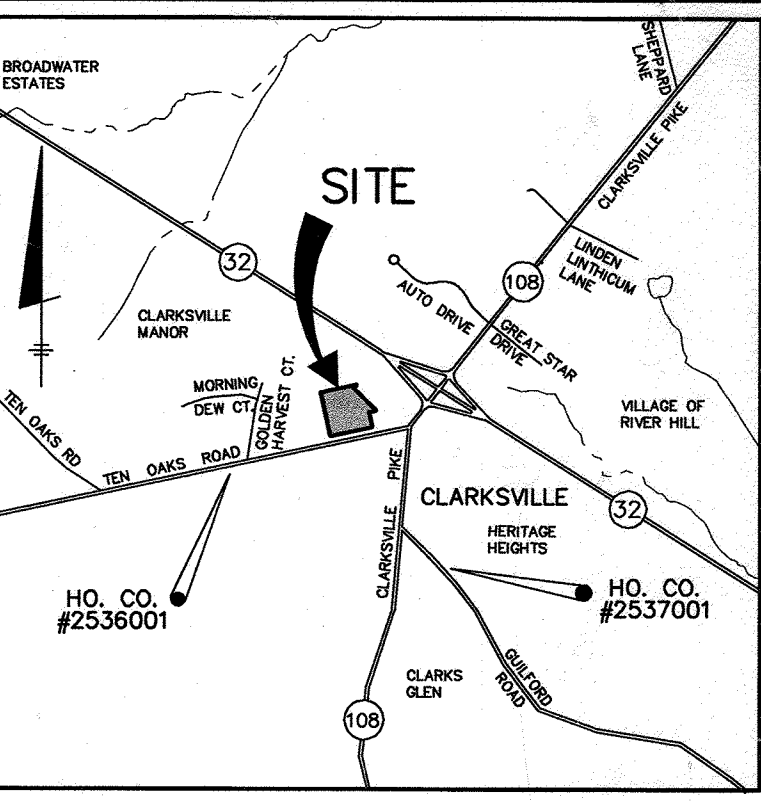 BROADWATER
ESTATES
SHEPPARD
LANE
CLARKSVILLE PIKE
SITE
32
LINDEN
LINTHICUM
LANE
108
AUTO DRIVE
GREAT STAR
DRIVE
CLARKSVILLE
MANOR
MORNING
DEW CT.
GOLDEN
HARVEST CT.
TEN OAKS RD
TEN OAKS ROAD
VILLAGE OF
RIVER HILL
CLARKSVILLE PIKE
CLARKSVILLE
32
HERITAGE
HEIGHTS
HO. CO.
#2536001
HO. CO.
#2537001
CLARKS
GLEN
GUILFORD
ROAD
108